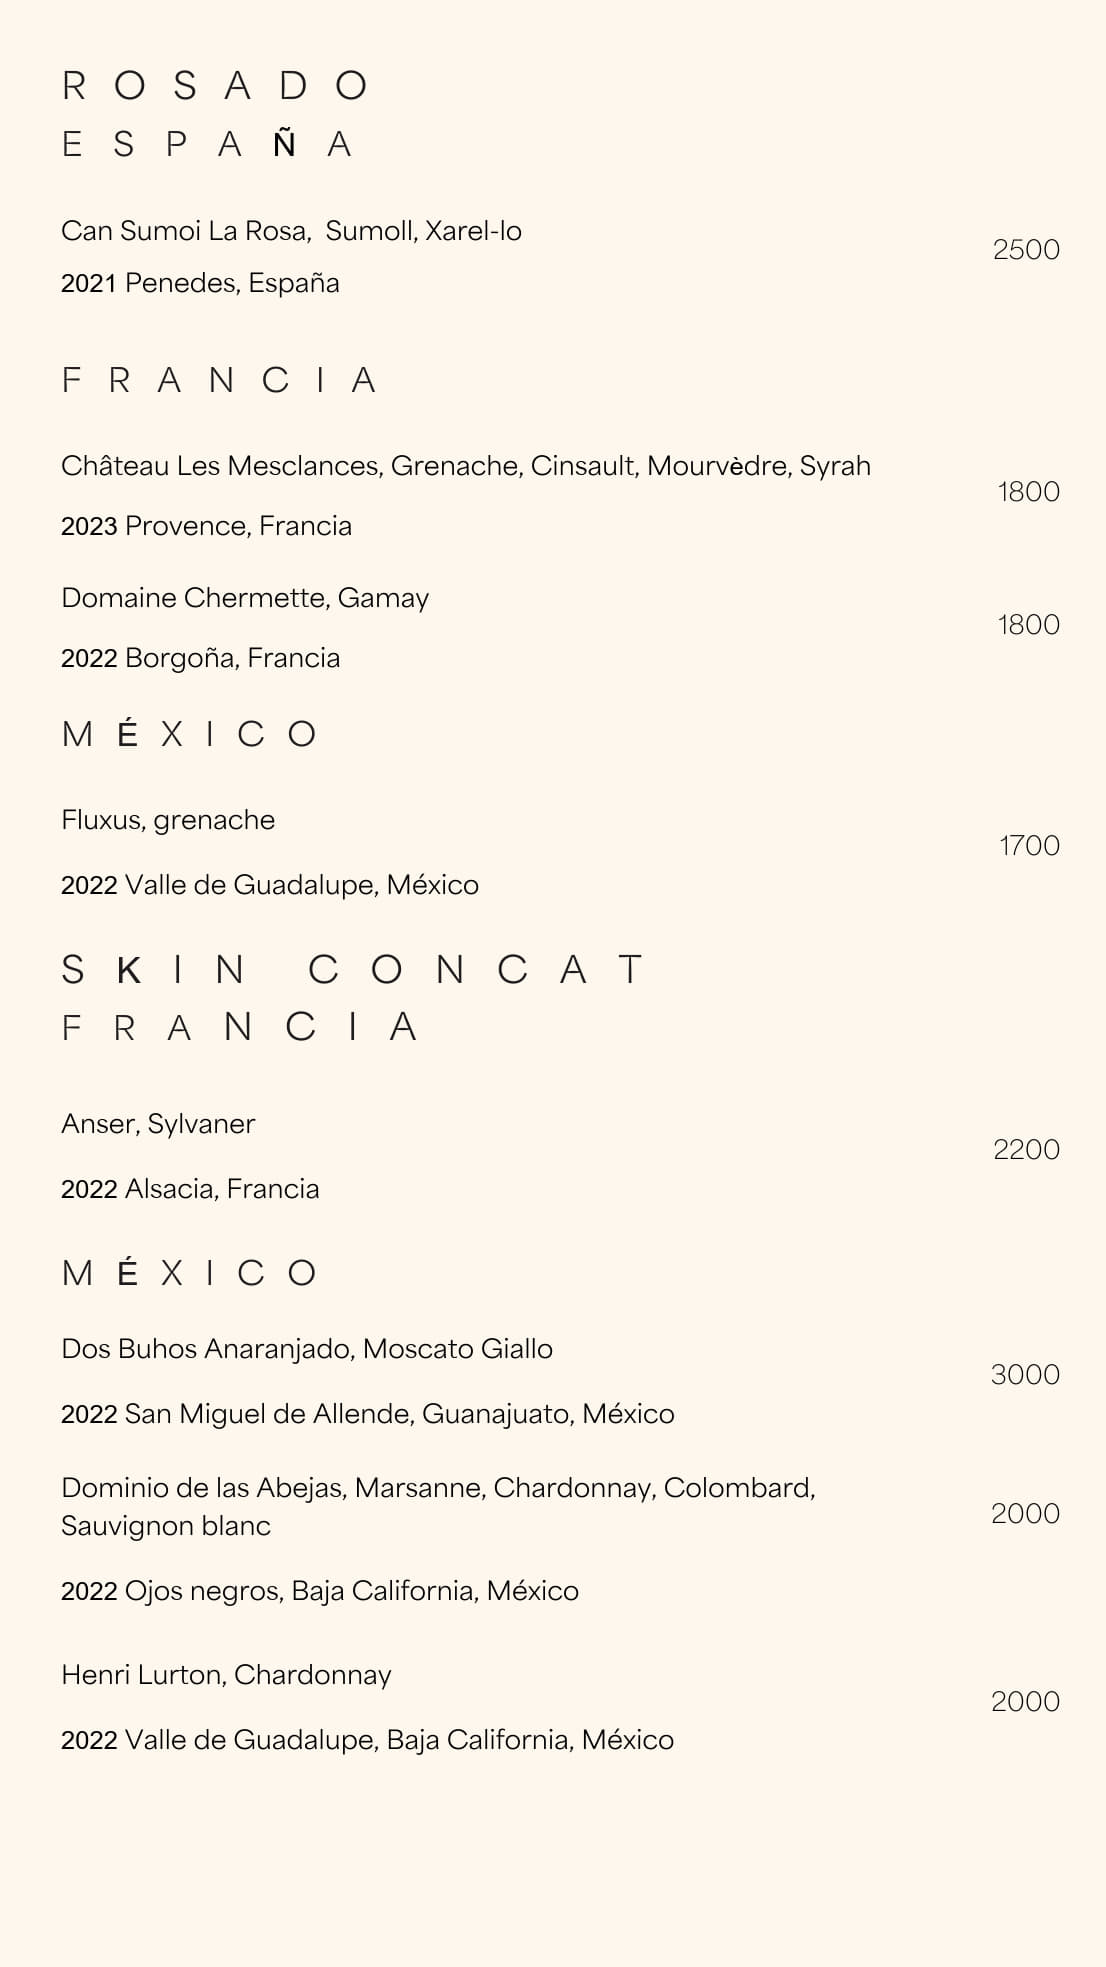 ROSADO
ESPAÑA
Can Sumoi La Rosa, Sumoll, Xarel-lo
2500
2021 Penedes, España
FRANCIA
Château Les Mesclances, Grenache, Cinsault, Mourvèdre, Syrah
1800
2023 Provence, Francia
Domaine Chermette, Gamay
1800
2022 Borgoña, Francia
MÉXICO
Fluxus, grenache
1700
2022 Valle de Guadalupe, México
SKIN CONCAT
FRANCIA
Anser, Sylvaner
2200
2022 Alsacia, Francia
MÉXICO
Dos Buhos Anaranjado, Moscato Giallo
3000
2022 San Miguel de Allende, Guanajuato, México
Dominio de las Abejas, Marsanne, Chardonnay, Colombard,
Sauvignon blanc
2000
2022 Ojos negros, Baja California, México
Henri Lurton, Chardonnay
2000
2022 Valle de Guadalupe, Baja California, México